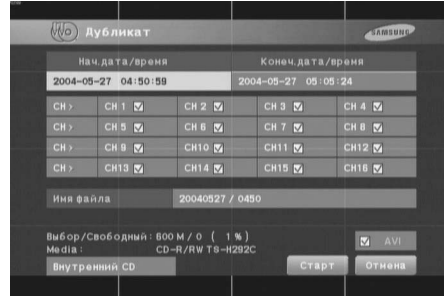 Дубликат
SAMSUNG
Нач.дата/время Конеч.дата/время
2004-05-27 04:50:59 2004-05-27 05:05:24
CH > CH 1 CH 2 CH 3 CH 4
CH > CH 5 CH 6 CH 7 CH 8
CH > CH 9 CH10 CH11 CH12
CH > CH13 CH14 CH15 CH16
Имя файла 20040527 / 0450
Выбор/Свободный: 600 M / 0 ( 1 %)
AVI
Media : CD-R/RW TS-H292C
Внутренний CD Старт Отмена